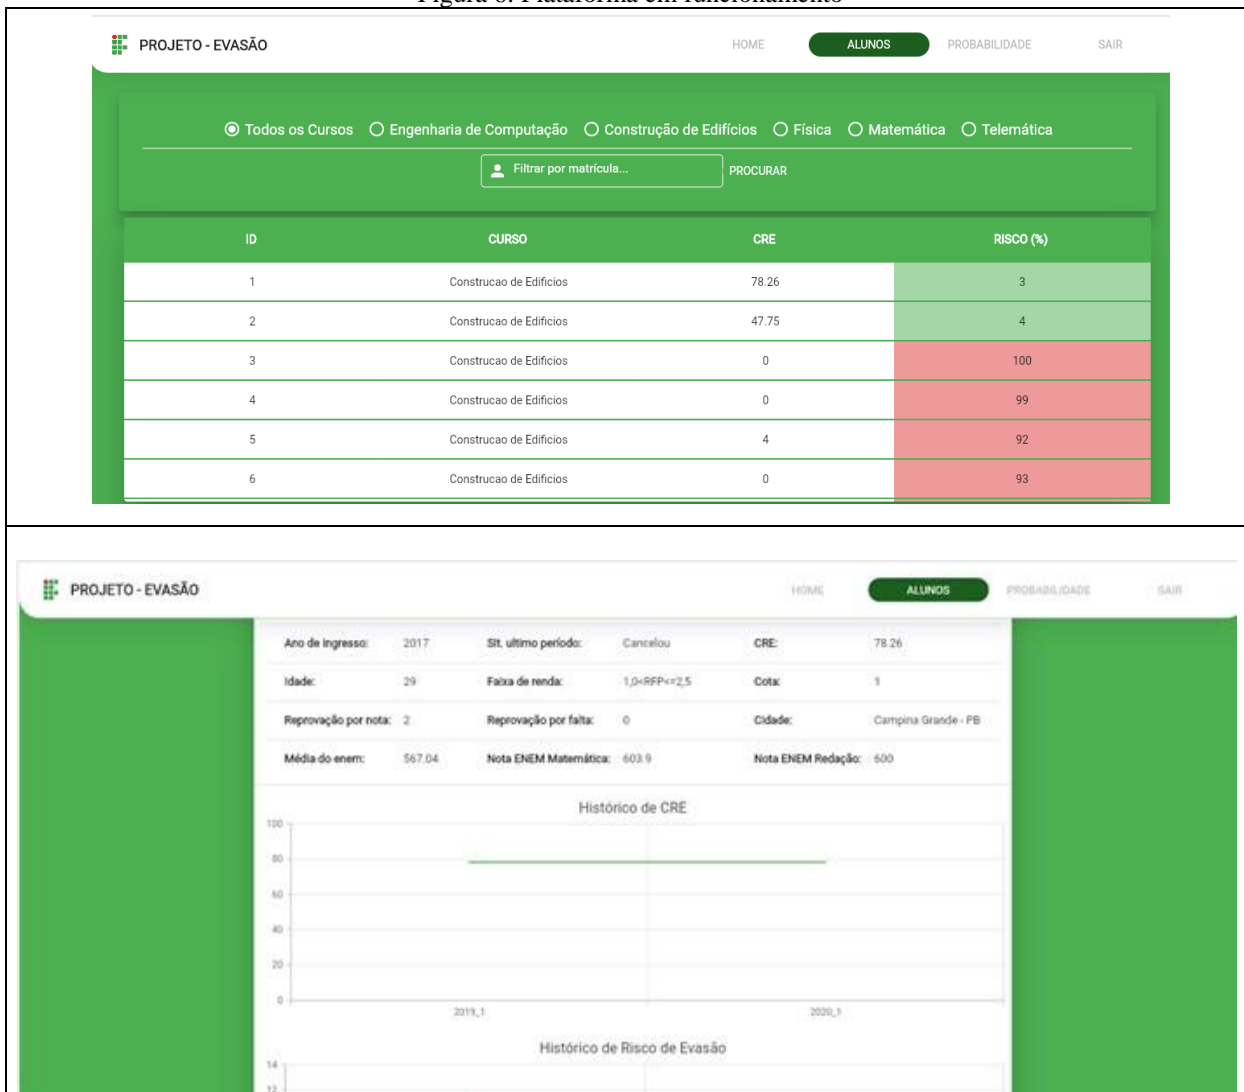 Figura 6: Plataforma em funcionamento
PROJETO - EVASÃO HOME ALUNOS PROBABILIDADE SAIR
Todos os Cursos Engenharia de Computação Construção de Edifícios Física Matemática Telemática
Filtrar por matrícula... PROCURAR
ID CURSO CRE RISCO (%)
1 Construcao de Edificios 78.26 3
2 Construcao de Edificios 47.75 4
3 Construcao de Edificios 0 100
4 Construcao de Edificios 0 99
5 Construcao de Edificios 4 92
6 Construcao de Edificios 0 93
PROJETO - EVASÃO HOME ALUNOS PROBABILIDADE SAIR
Ano de ingresso: 2017 Sit. ultimo período: Cancelou CRE: 78.26
Idade: 29 Faixa de renda: 1,0<RFP<=2,5 Cota: 1
Reprovação por nota: 2 Reprovação por falta: 0 Cidade: Campina Grande - PB
Média do enem: 567.04 Nota ENEM Matemática: 603.9 Nota ENEM Redação: 600
Histórico de CRE
100
80
60
40
20
0
2019_1 2020_1
Histórico de Risco de Evasão
14
12